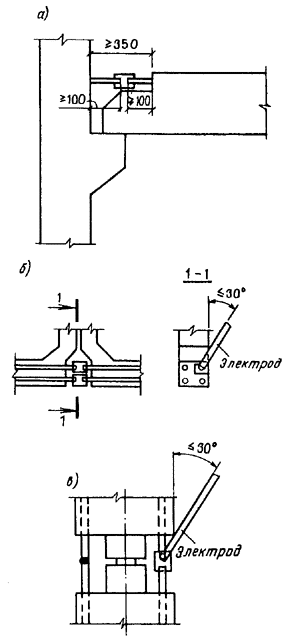 а)
≥350
≥100
≥100
б)
1
1
1-1
≤30°
Электрод
в)
≤30°
Электрод